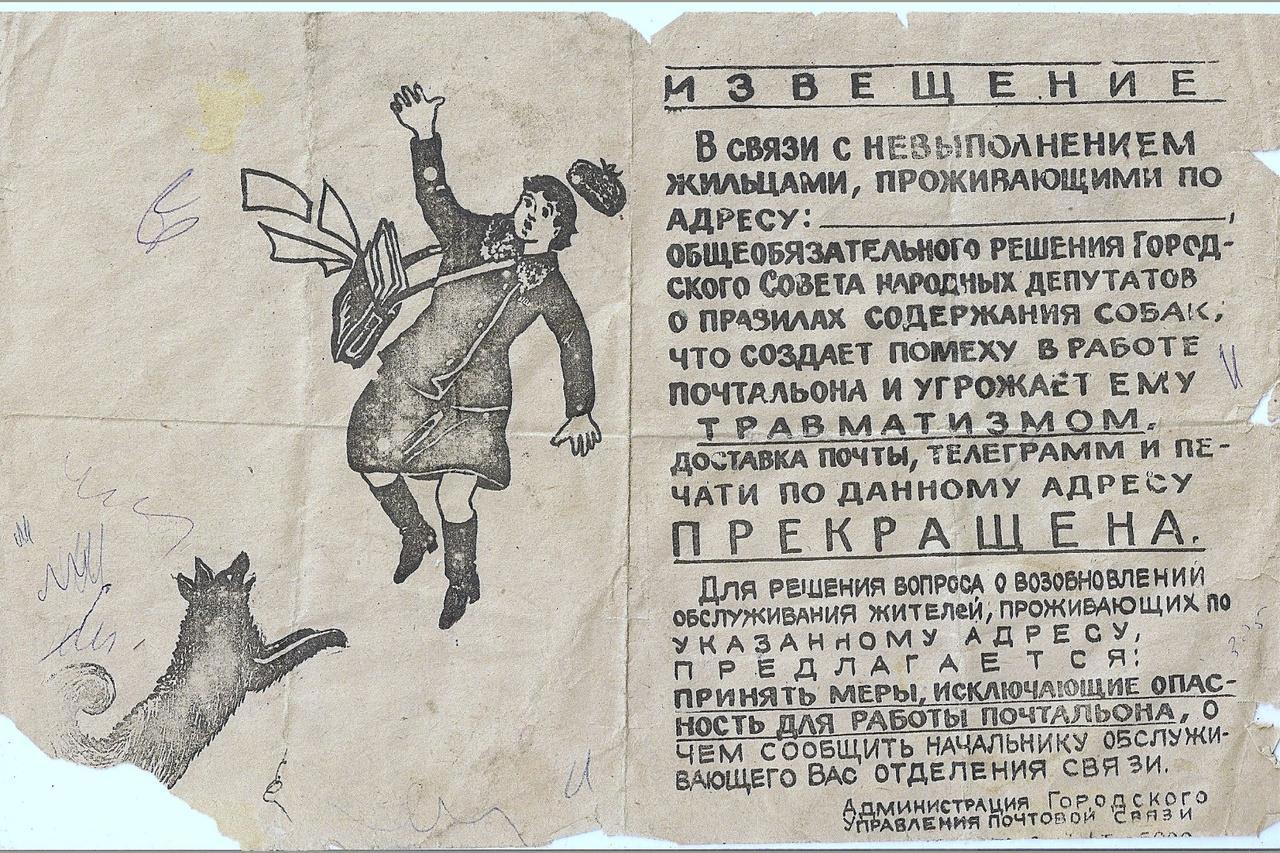 ИЗВЕЩЕНИЕ
В СВЯЗИ С НЕВЫПОЛНЕНИЕМ
ЖИЛЬЦАМИ, ПРОЖИВАЮЩИМИ ПО
АДРЕСУ: ____________________,
ОБЩЕОБЯЗАТЕЛЬНОГО РЕШЕНИЯ ГОРОД-
СКОГО СОВЕТА НАРОДНЫХ ДЕПУТАТОВ
О ПРАВИЛАХ СОДЕРЖАНИЯ СОБАК,
ЧТО СОЗДАЕТ ПОМЕХУ В РАБОТЕ
ПОЧТАЛЬОНА И УГРОЖАЕТ ЕМУ
ТРАВМАТИЗМОМ,
ДОСТАВКА ПОЧТЫ, ТЕЛЕГРАММ И ПЕ-
ЧАТИ ПО ДАННОМУ АДРЕСУ
ПРЕКРАЩЕНА.
ДЛЯ РЕШЕНИЯ ВОПРОСА О ВОЗОБНОВЛЕНИИ
ОБСЛУЖИВАНИЯ ЖИТЕЛЕЙ, ПРОЖИВАЮЩИХ ПО
УКАЗАННОМУ АДРЕСУ,
ПРЕДЛАГАЕТСЯ:
ПРИНЯТЬ МЕРЫ, ИСКЛЮЧАЮЩИЕ ОПАС-
НОСТЬ ДЛЯ РАБОТЫ ПОЧТАЛЬОНА, О
ЧЕМ СООБЩИТЬ НАЧАЛЬНИКУ ОБСЛУЖИ-
ВАЮЩЕГО ВАС ОТДЕЛЕНИЯ СВЯЗИ.
АДМИНИСТРАЦИЯ ГОРОДСКОГО
УПРАВЛЕНИЯ ПОЧТОВОЙ СВЯЗИ